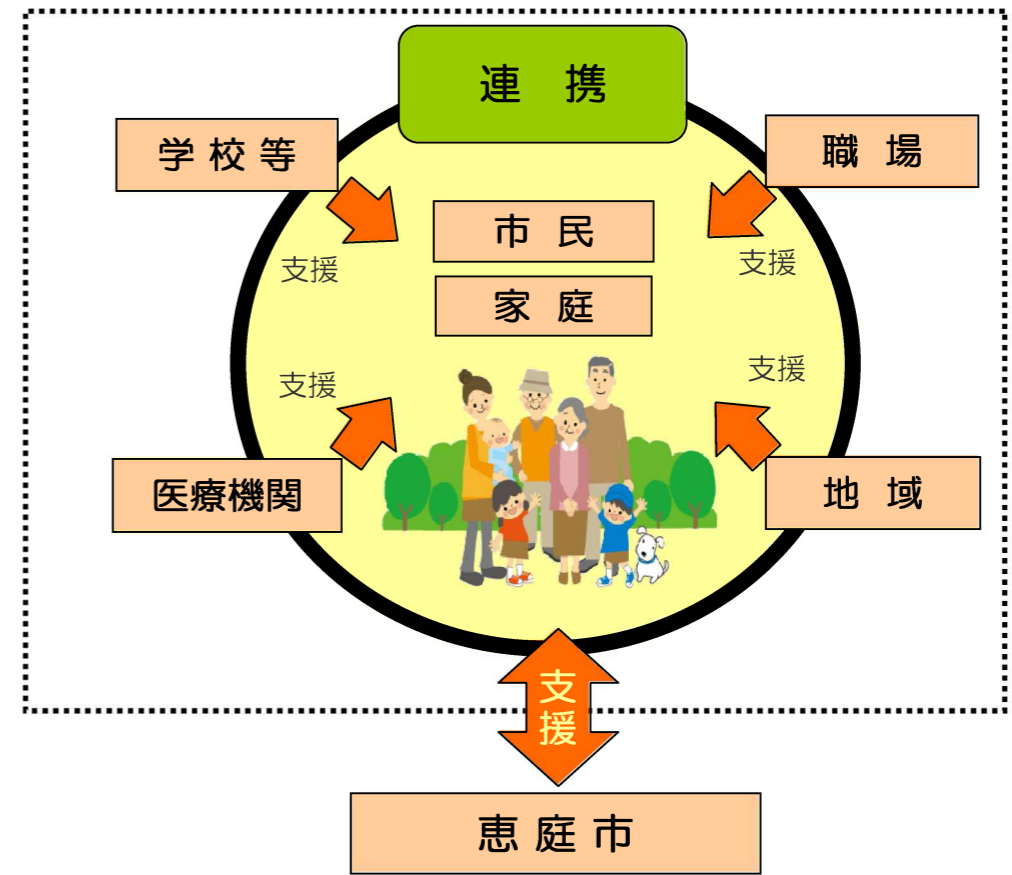 連 携
学校等
職 場
市 民
支援
支援
家 庭
支援
支援
医療機関
地 域
支援
恵庭市